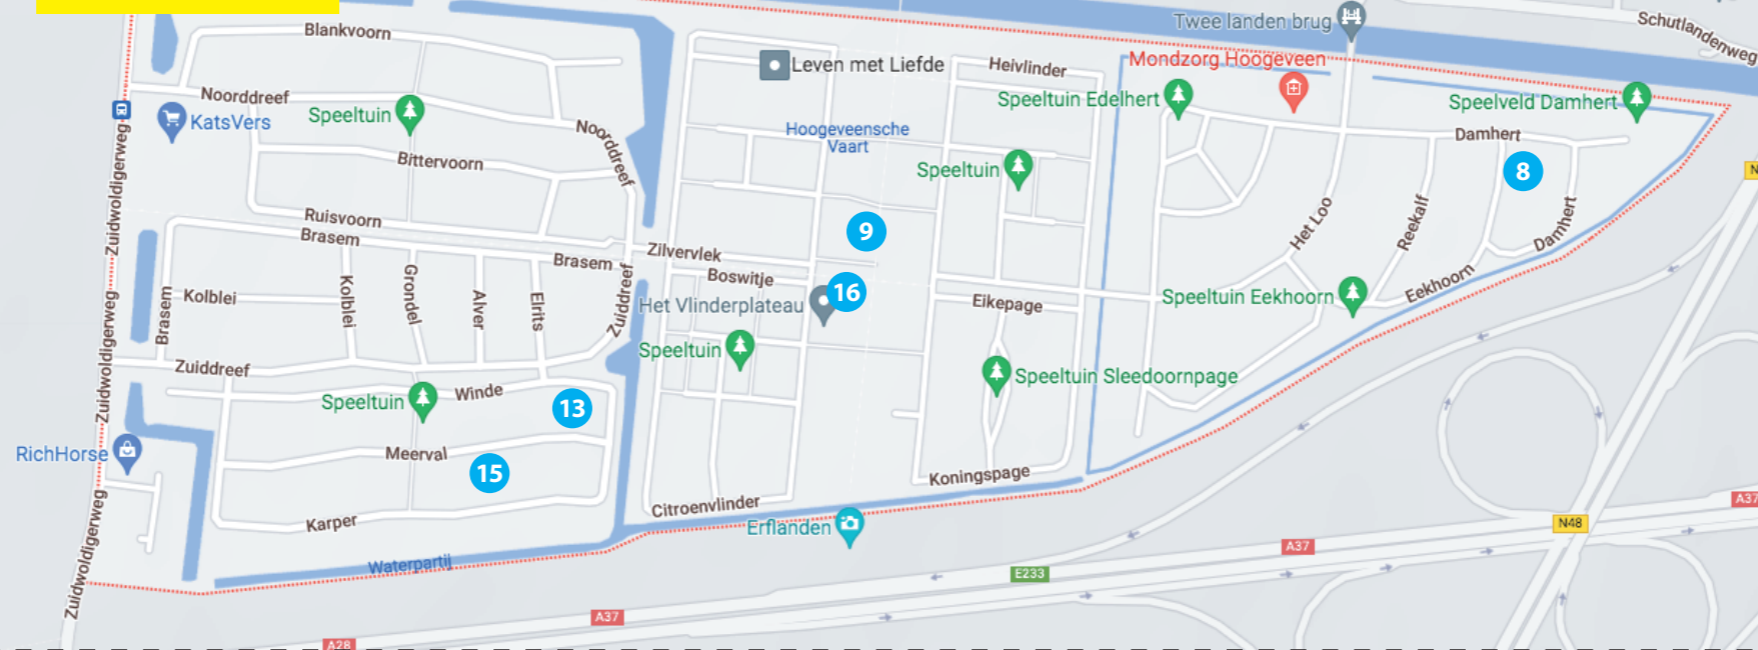 Twee landen brug
Schutlandenweg
Blankvoorn
Leven met Liefde
Heivlinder
Mondzorg Hoogeveen
Noorddreef
Speeltuin
KatsVers
Speeltuin Edelhert
Speelveld Damhert
Hoogeveensche
Vaart
Damhert
Noorddreef
Bittervoorn
Speeltuin
8
Zuidwoldigerweg
Ruisvoorn
Brasem
9
Het Loo
Reekalf
Damhert
Brasem
Zilvervlek
Boswitje
Kolblei
Kolblei
Grondel
Alver
Elrits
Zuiddreef
Brasem
Het Vlinderplateau
16
Eikepage
Speeltuin Eekhoorn
Eekhoorn
Zuidwoldigerweg
Zuiddreef
Speeltuin
Speeltuin Sleedoornpage
Winde
Speeltuin
13
RichHorse
Meerval
15
Koningspage
Zuidwoldigerweg
Karper
Citroenvlinder
Erflanden
Waterpartij
N48
A37
A37
E233
A37
A28